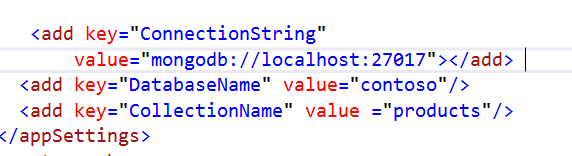 <add key="ConnectionString"
value="mongodb://localhost:27017"></add>
<add key="DatabaseName" value="contoso"/>
<add key="CollectionName" value ="products"/>
</appSettings>